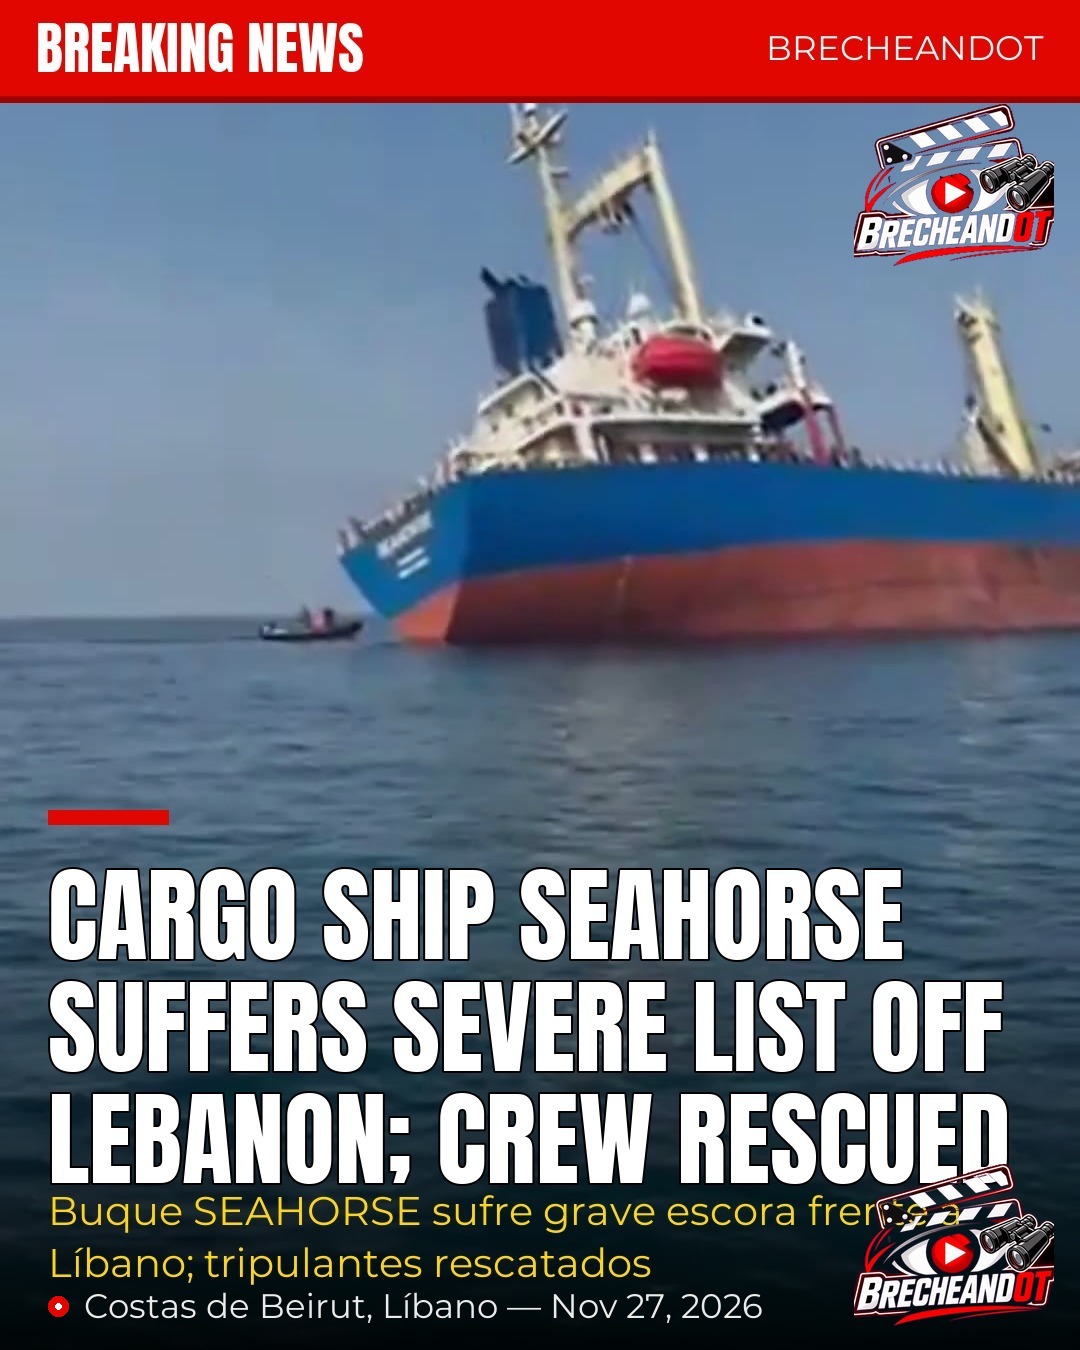 BREAKING NEWS
BRECHEANDOT
BRECHEANDOT
CARGO SHIP SEAHORSE
SUFFERS SEVERE LIST OFF
LEBANON; CREW RESCUED
Buque SEAHORSE sufre grave escora frente a
Líbano; tripulantes rescatados
Costas de Beirut, Líbano — Nov 27, 2026
BRECHEANDOT